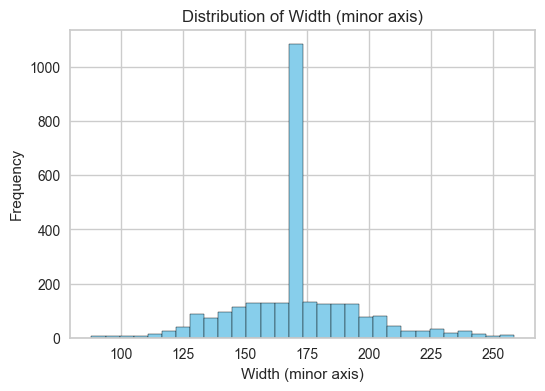 Distribution of Width (minor axis)
1000
800
600
400
200
0
Frequency
100 125 150 175 200 225 250
Width (minor axis)